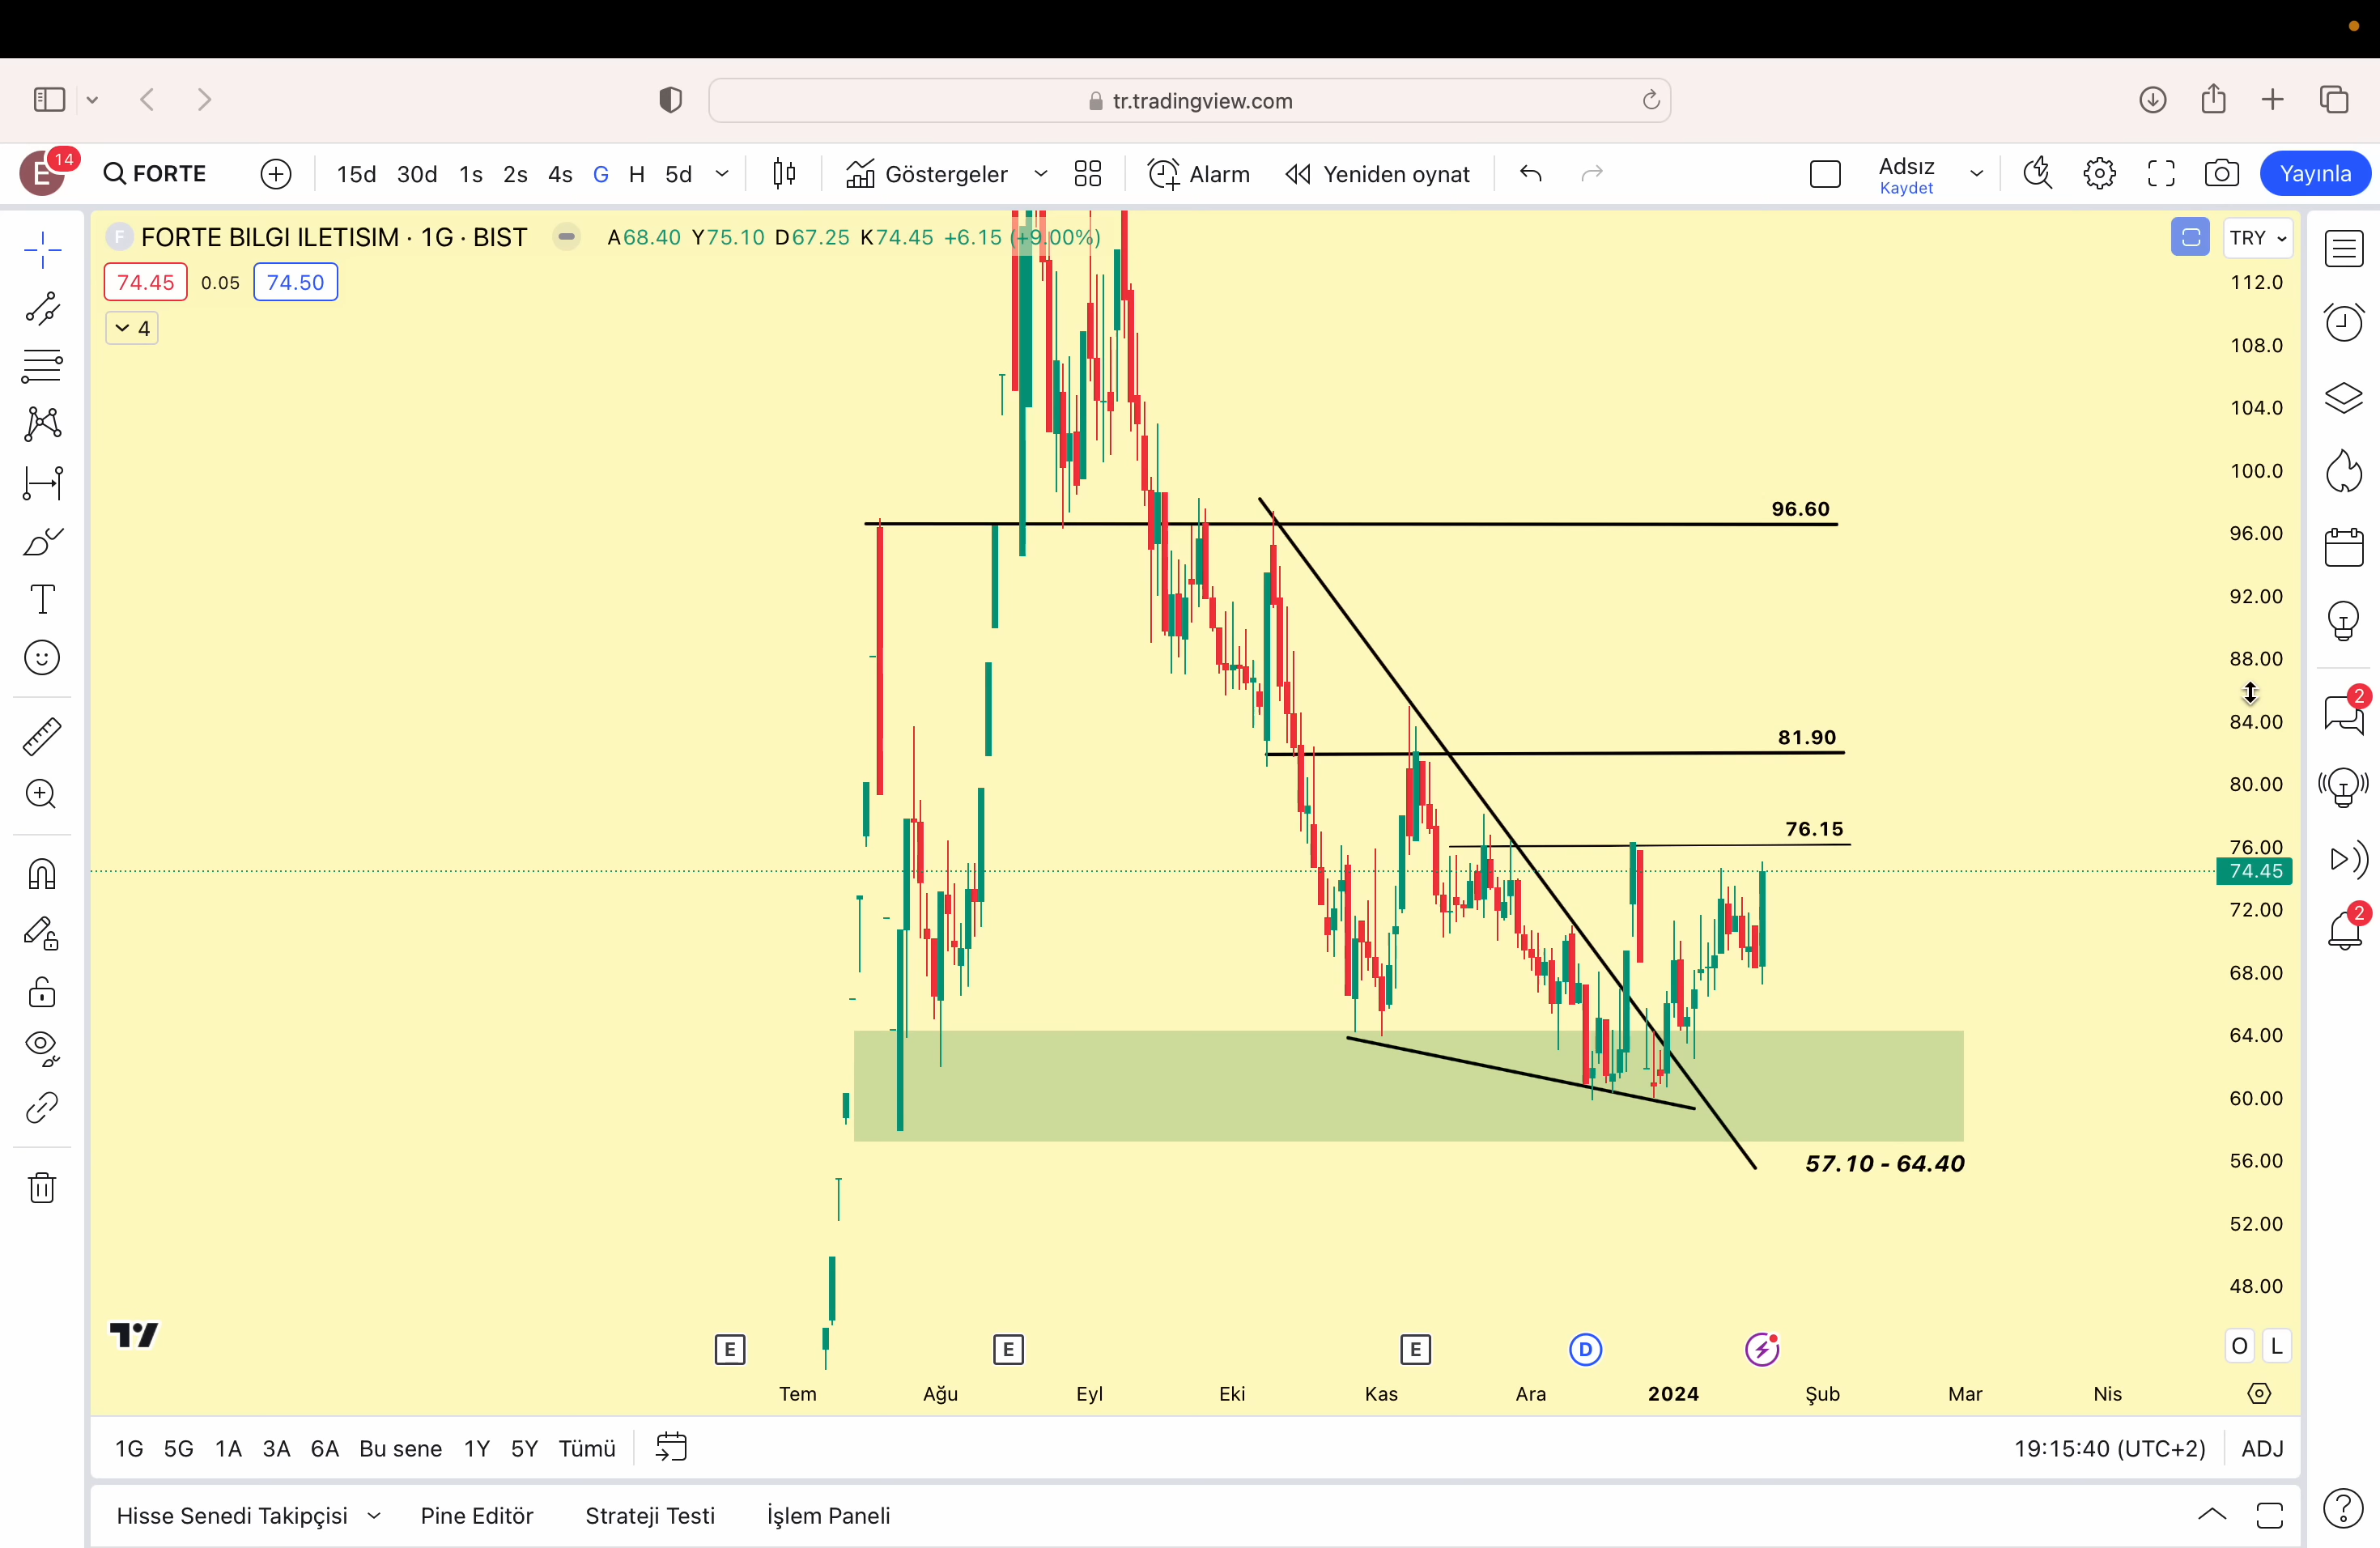 tr.tradingview.com
E 14 FORTE 15d 30d 1s 2s 4s G H 5d Göstergeler Alarm Yeniden oynat Adsız Kaydet Yayınla
F FORTE BILGI ILETISIM · 1G · BIST A68.40 Y75.10 D67.25 K74.45 +6.15 (+9.00%) TRY
74.45 0.05 74.50
4
112.0
108.0
104.0
100.0
96.60
96.00
92.00
88.00
84.00
81.90
80.00
76.15
76.00
74.45
72.00
68.00
64.00
60.00
57.10 - 64.40
56.00
52.00
48.00
2
2
E E E D O L
Tem Ağu Eyl Eki Kas Ara 2024 Şub Mar Nis
1G 5G 1A 3A 6A Bu sene 1Y 5Y Tümü 19:15:40 (UTC+2) ADJ
Hisse Senedi Takipçisi Pine Editör Strateji Testi İşlem Paneli